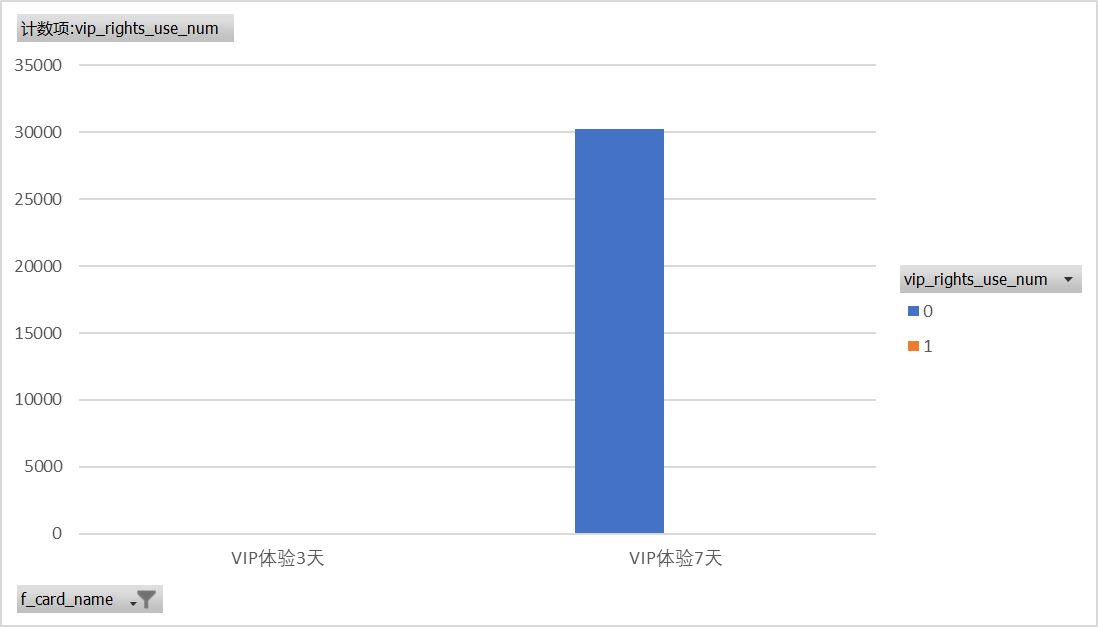 计数项:vip_rights_use_num
35000
30000
25000
20000
15000
10000
5000
0
VIP体验3天
VIP体验7天
vip_rights_use_num
0
1
f_card_name